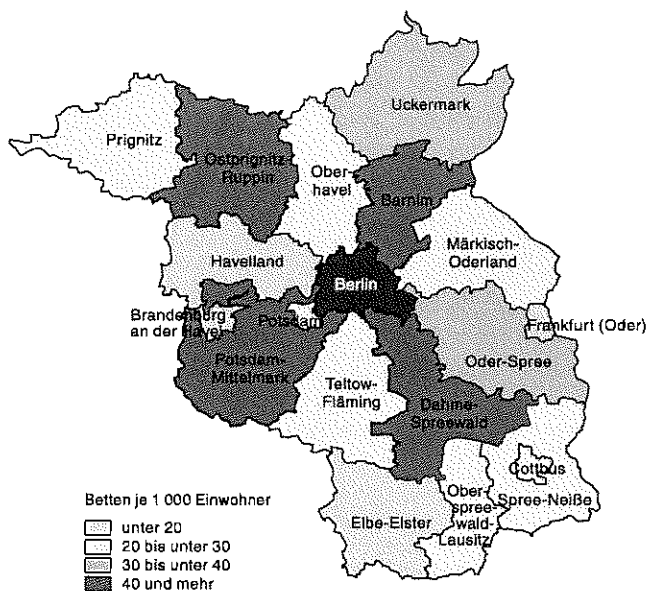 Uckermark
Prignitz
Ostprignitz-
Ruppin
Ober-
havel
Barnim
Märkisch-
Oderland
Havelland
Berlin
Brandenburg
an der Havel
Potsdam
Frankfurt (Oder)
Potsdam-
Mittelmark
Oder-Spree
Teltow-
Fläming
Dahme-
Spreewald
Cottbus
Spree-Neiße
Elbe-Elster
Ober-
spree-
wald-
Lausitz
Betten je 1 000 Einwohner
unter 20
20 bis unter 30
30 bis unter 40
40 und mehr